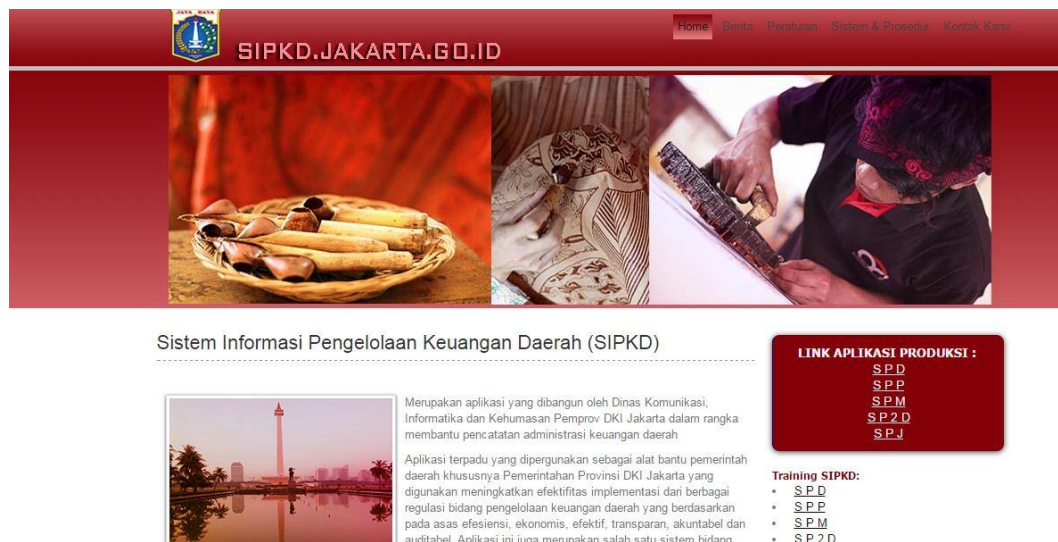 JAYA RAYA
SIPKD.JAKARTA.GO.ID
Home Berita Peraturan Sistem & Prosedur Kontak Kami
Sistem Informasi Pengelolaan Keuangan Daerah (SIPKD)
Merupakan aplikasi yang dibangun oleh Dinas Komunikasi,
Informatika dan Kehumasan Pemprov DKI Jakarta dalam rangka
membantu pencatatan administrasi keuangan daerah
Aplikasi terpadu yang dipergunakan sebagai alat bantu pemerintah
daerah khususnya Pemerintahan Provinsi DKI Jakarta yang
digunakan meningkatkan efektifitas implementasi dari berbagai
regulasi bidang pengelolaan keuangan daerah yang berdasarkan
pada asas efesiensi, ekonomis, efektif, transparan, akuntabel dan
auditabel. Aplikasi ini juga merupakan salah satu sistem bidang
LINK APLIKASI PRODUKSI :
S P D
S P P
S P M
S P 2 D
S P J
Training SIPKD:
• S P D
• S P P
• S P M
• S P 2 D